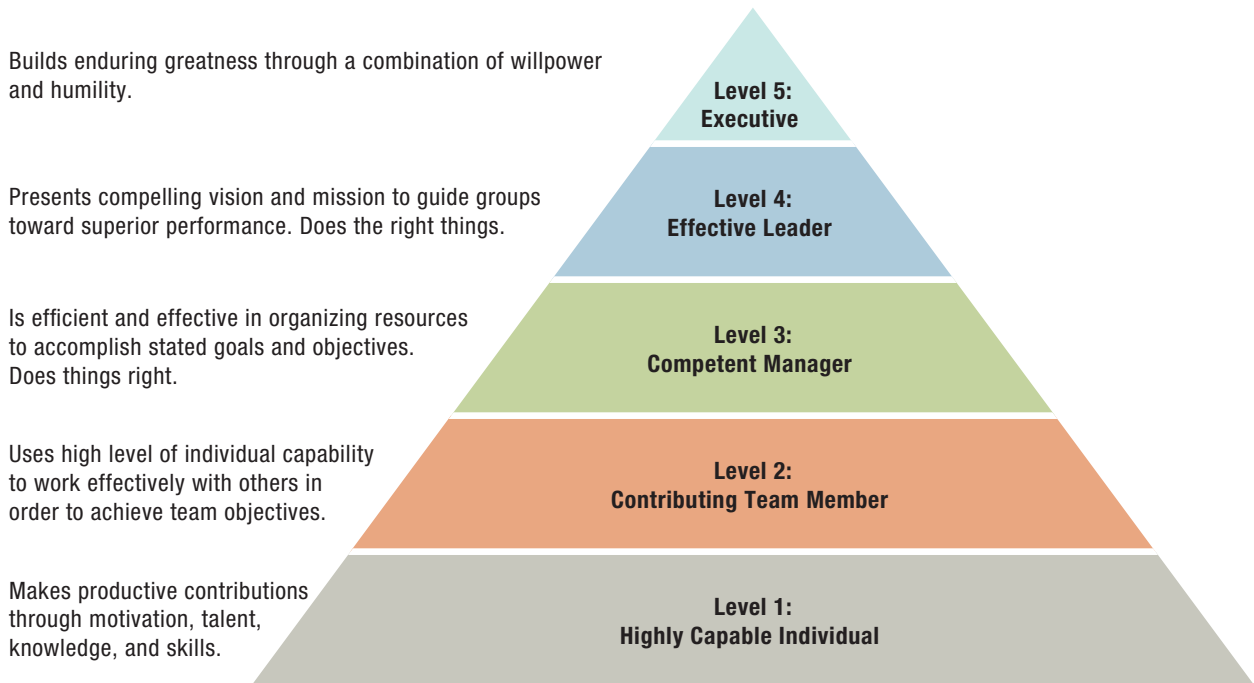 Builds enduring greatness through a combination of willpower
and humility.
Level 5:
Executive
Presents compelling vision and mission to guide groups
toward superior performance. Does the right things.
Level 4:
Effective Leader
Is efficient and effective in organizing resources
to accomplish stated goals and objectives.
Does things right.
Level 3:
Competent Manager
Uses high level of individual capability
to work effectively with others in
order to achieve team objectives.
Level 2:
Contributing Team Member
Makes productive contributions
through motivation, talent,
knowledge, and skills.
Level 1:
Highly Capable Individual